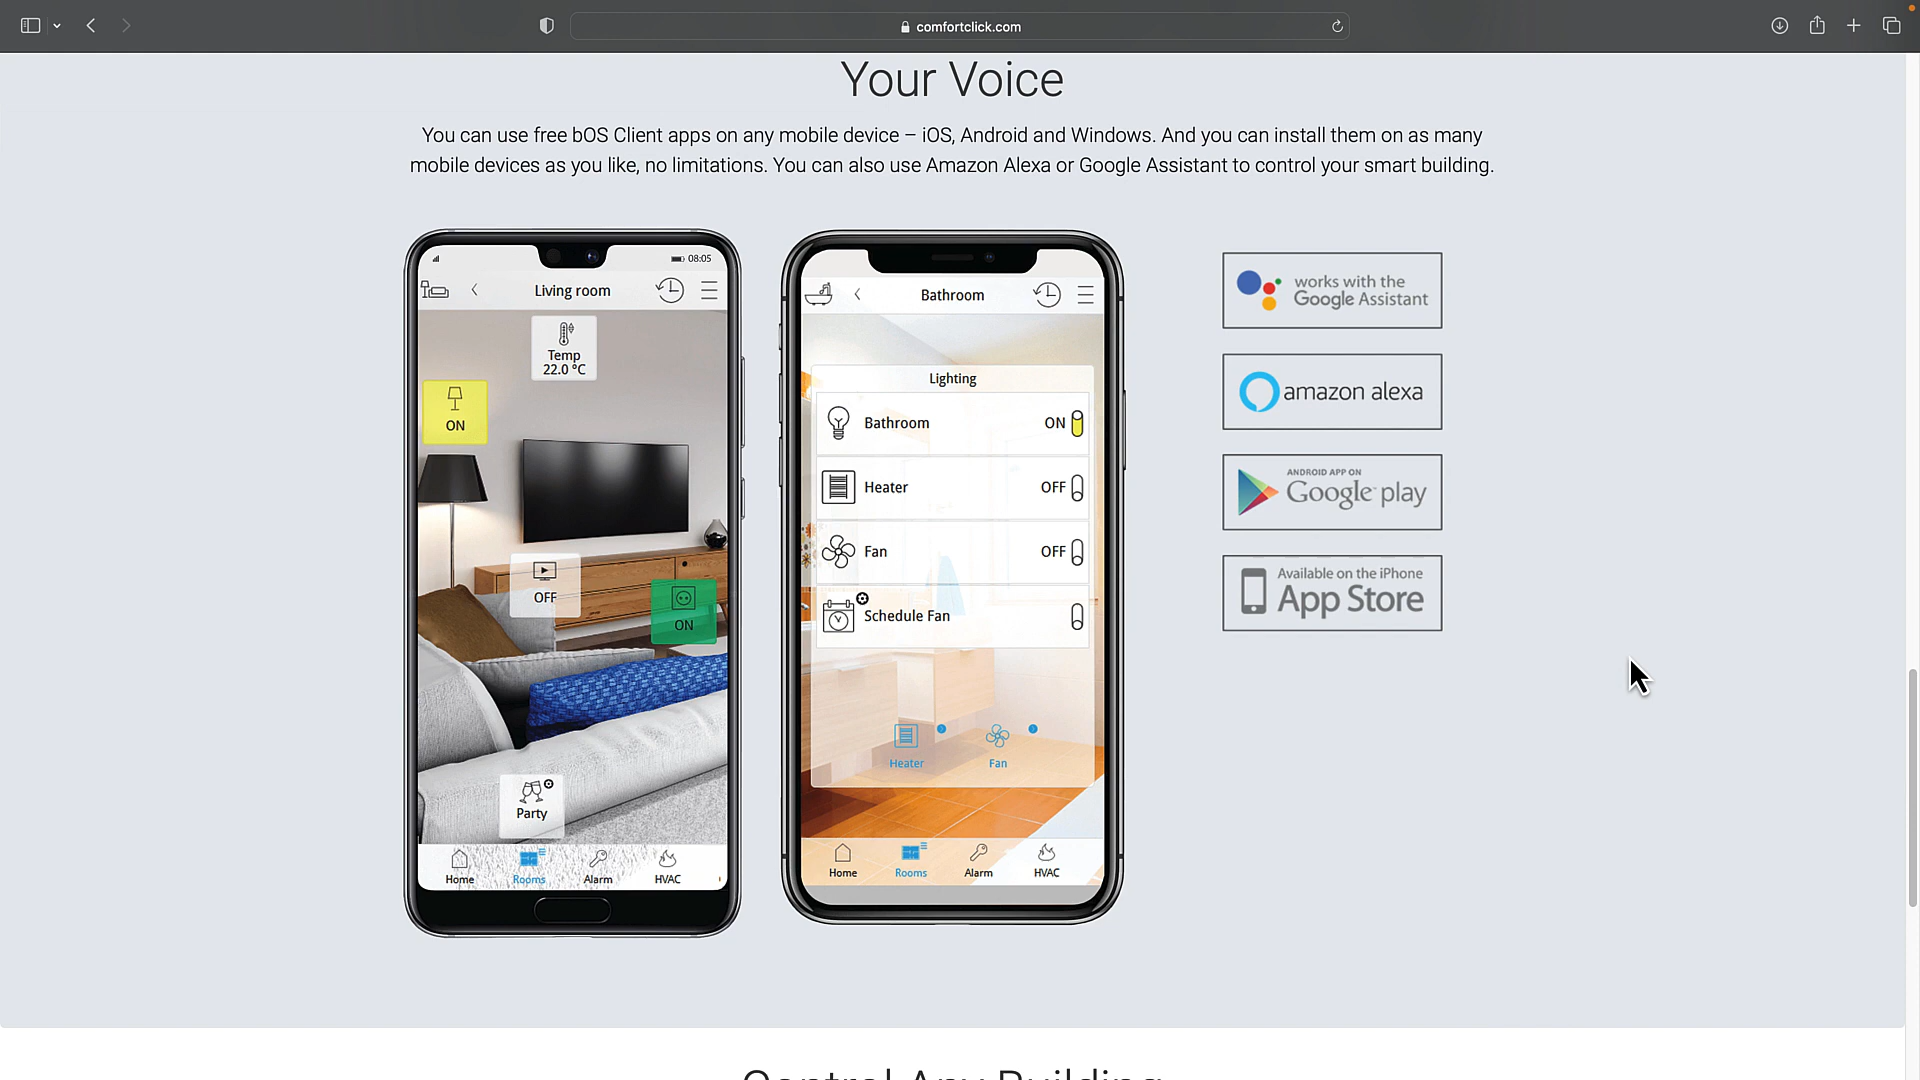 comfortclick.com
Your Voice
You can use free bOS Client apps on any mobile device – iOS, Android and Windows. And you can install them on as many
mobile devices as you like, no limitations. You can also use Amazon Alexa or Google Assistant to control your smart building.
08:05
Living room
Temp
22.0 °C
ON
OFF
ON
Party
Home
Rooms
Alarm
HVAC
Bathroom
Lighting
Bathroom ON
Heater OFF
Fan OFF
Schedule Fan
Heater
Fan
Home
Rooms
Alarm
HVAC
works with the
Google Assistant
amazon alexa
ANDROID APP ON
Google play
Available on the iPhone
App Store
Control Any Building